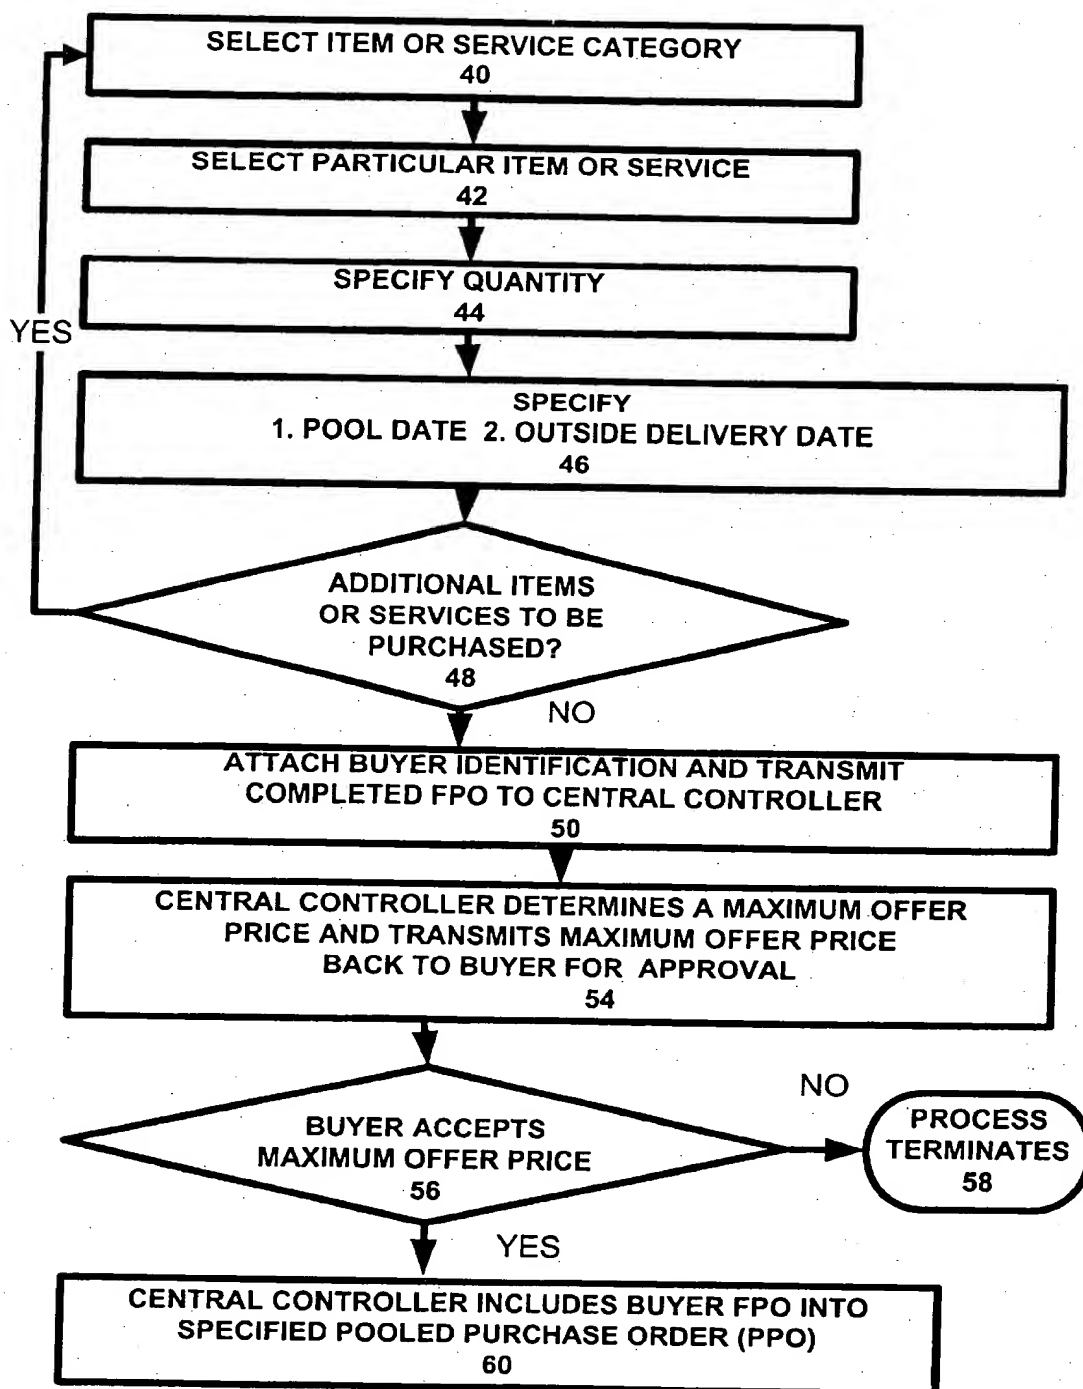 SELECT ITEM OR SERVICE CATEGORY
40
SELECT PARTICULAR ITEM OR SERVICE
42
SPECIFY QUANTITY
44
YES
SPECIFY
1. POOL DATE 2. OUTSIDE DELIVERY DATE
46
ADDITIONAL ITEMS
OR SERVICES TO BE
PURCHASED?
48
NO
ATTACH BUYER IDENTIFICATION AND TRANSMIT
COMPLETED FPO TO CENTRAL CONTROLLER
50
CENTRAL CONTROLLER DETERMINES A MAXIMUM OFFER
PRICE AND TRANSMITS MAXIMUM OFFER PRICE
BACK TO BUYER FOR APPROVAL
54
BUYER ACCEPTS
MAXIMUM OFFER PRICE
56
NO
PROCESS
TERMINATES
58
YES
CENTRAL CONTROLLER INCLUDES BUYER FPO INTO
SPECIFIED POOLED PURCHASE ORDER (PPO)
60